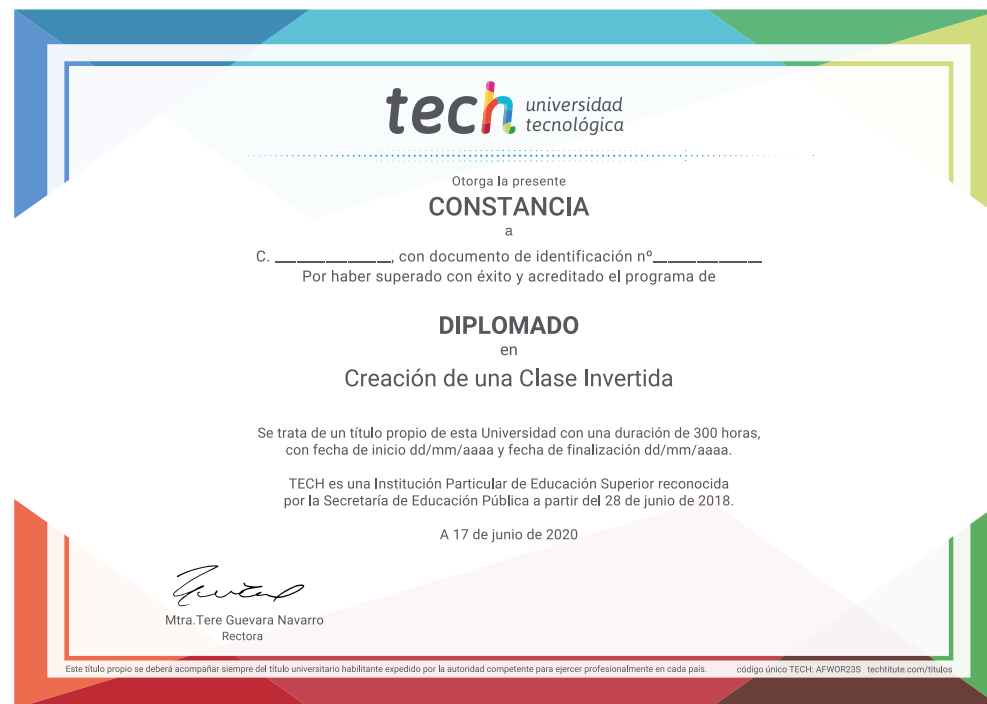 tech universidad
tecnológica
Otorga la presente
CONSTANCIA
a
C. ________________, con documento de identificación nº_______________
Por haber superado con éxito y acreditado el programa de
DIPLOMADO
en
Creación de una Clase Invertida
Se trata de un título propio de esta Universidad con una duración de 300 horas,
con fecha de inicio dd/mm/aaaa y fecha de finalización dd/mm/aaaa.
TECH es una Institución Particular de Educación Superior reconocida
por la Secretaría de Educación Pública a partir del 28 de junio de 2018.
A 17 de junio de 2020
Mtra.Tere Guevara Navarro
Rectora
Este título propio se deberá acompañar siempre del título universitario habilitante expedido por la autoridad competente para ejercer profesionalmente en cada país. código único TECH: AFWOR23S techtitute.com/titulos